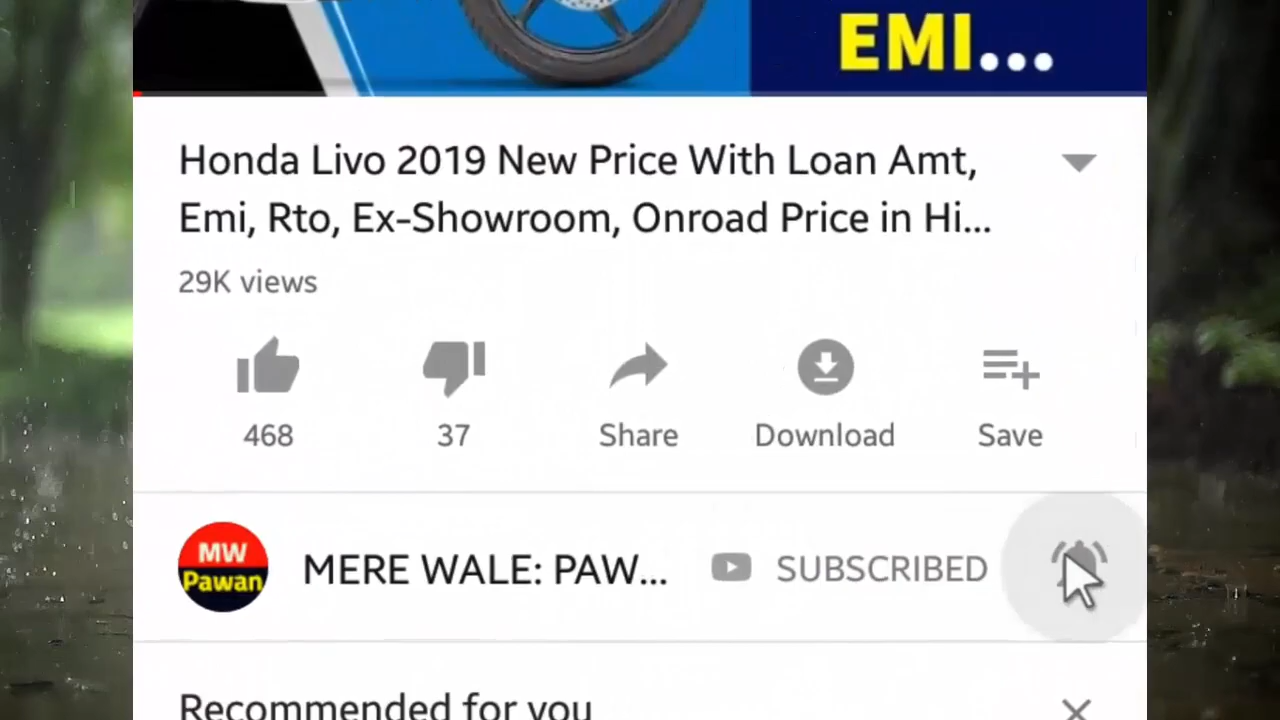 EMI...
Honda Livo 2019 New Price With Loan Amt,
Emi, Rto, Ex-Showroom, Onroad Price in Hi...
29K views
468
37
Share
Download
Save
MW
Pawan
MERE WALE: PAW...
SUBSCRIBED
Recommended for you